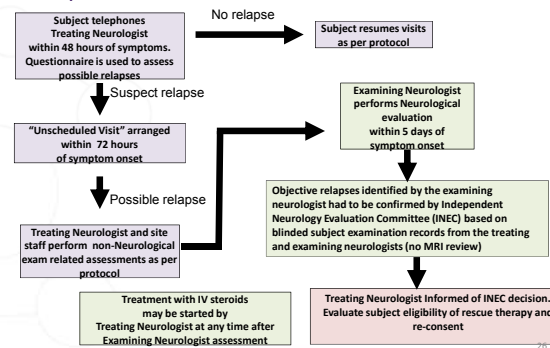 Subject telephones
Treating Neurologist
within 48 hours of symptoms.
Questionnaire is used to assess
possible relapses
No relapse
Subject resumes visits
as per protocol
Suspect relapse
“Unscheduled Visit” arranged
within 72 hours
of symptom onset
Possible relapse
Treating Neurologist and site
staff perform non-Neurological
exam related assessments as per
protocol
Examining Neurologist
performs Neurological
evaluation
within 5 days of
symptom onset
Objective relapses identified by the examining
neurologist had to be confirmed by Independent
Neurology Evaluation Committee (INEC) based on
blinded subject examination records from the treating
and examining neurologists (no MRI review)
Treatment with IV steroids
may be started by
Treating Neurologist at any time after
Examining Neurologist assessment
Treating Neurologist Informed of INEC decision.
Evaluate subject eligibility of rescue therapy and
re-consent
26